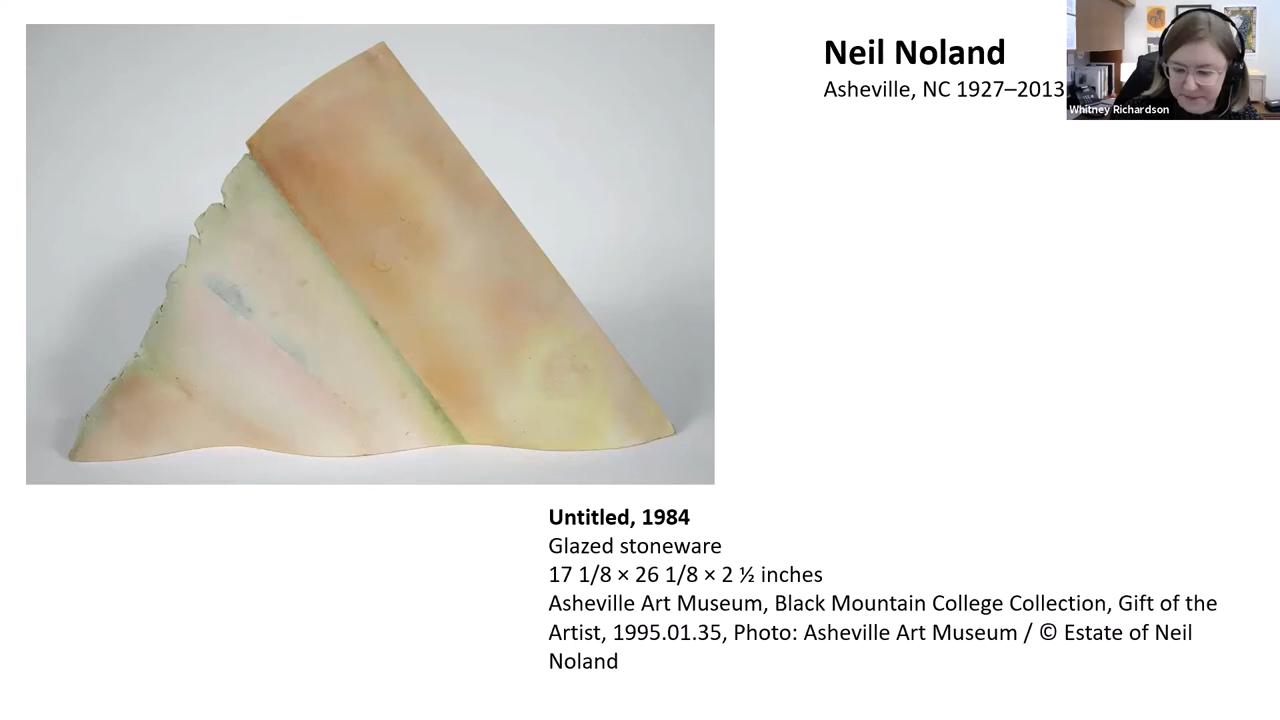 Neil Noland
Asheville, NC 1927–2013
Whitney Richardson
Untitled, 1984
Glazed stoneware
17 1/8 × 26 1/8 × 2 ½ inches
Asheville Art Museum, Black Mountain College Collection, Gift of the
Artist, 1995.01.35, Photo: Asheville Art Museum / © Estate of Neil
Noland